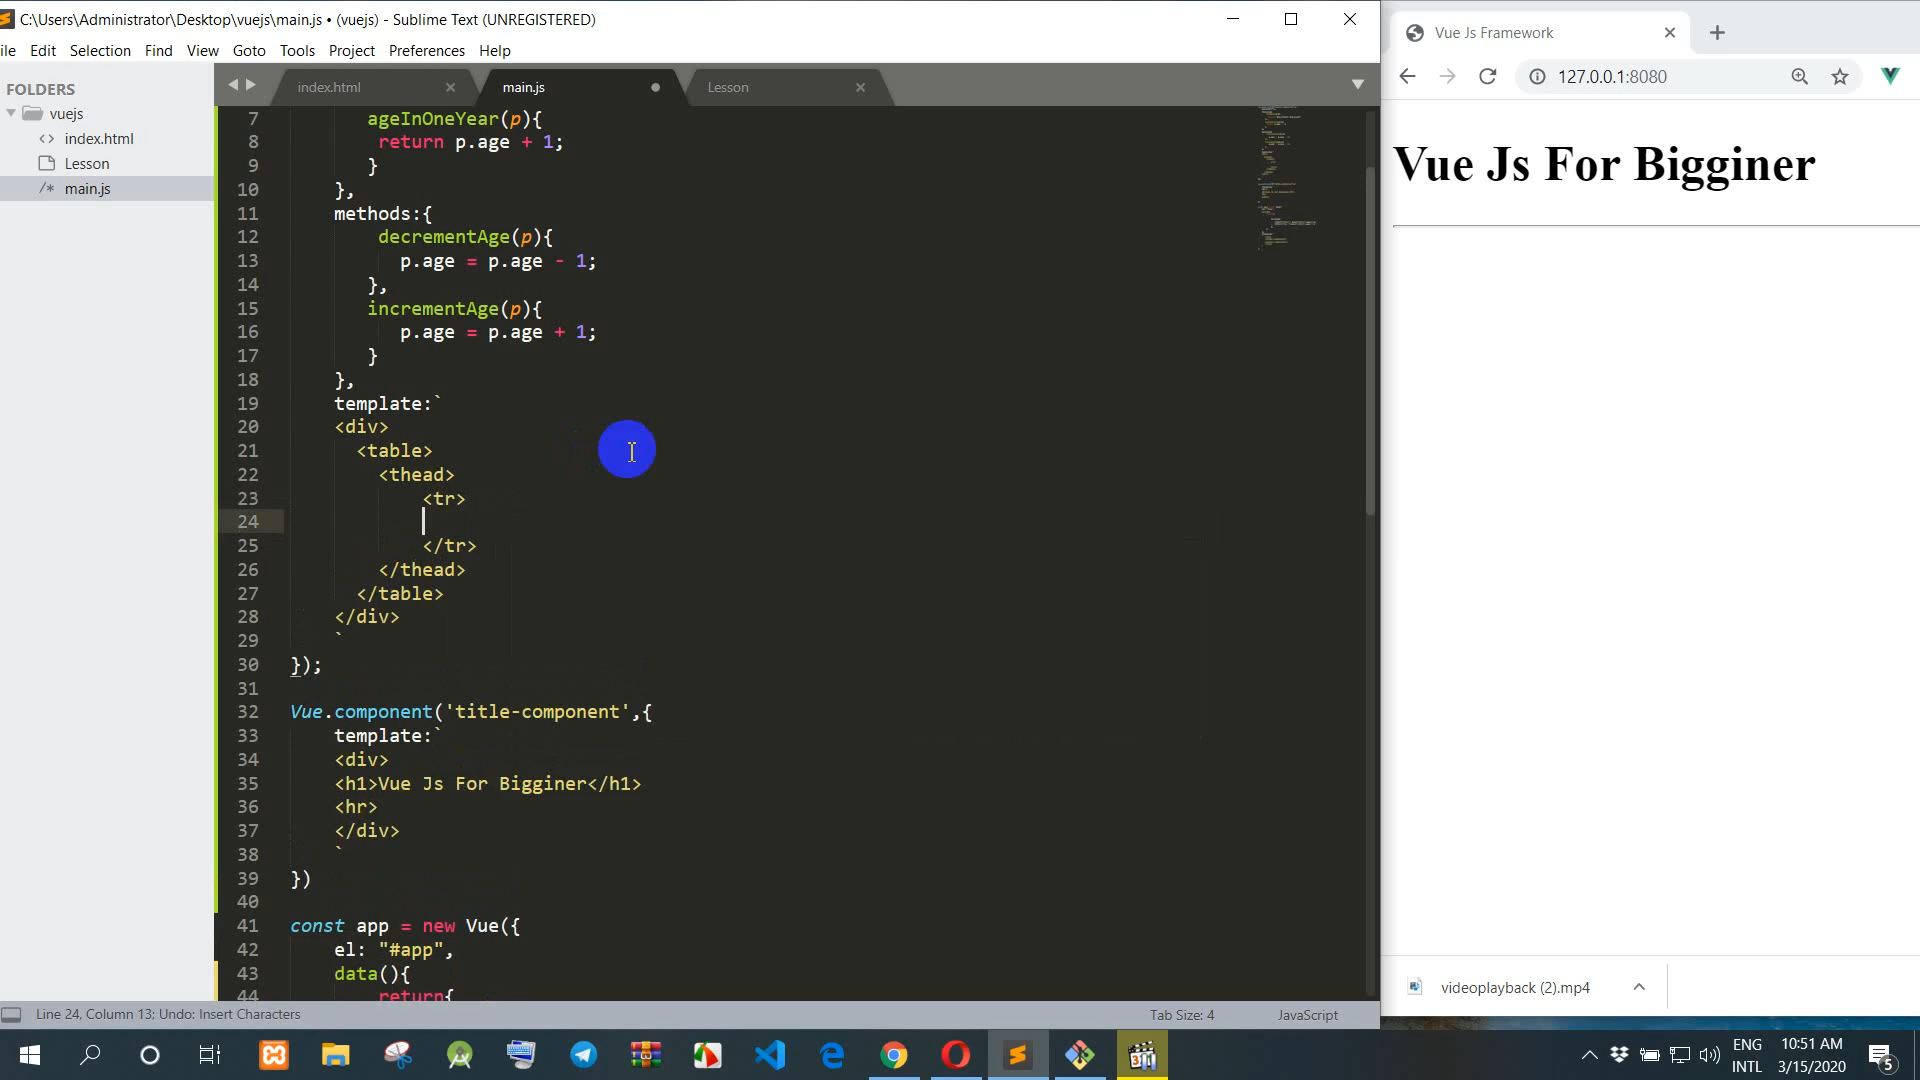 C:\Users\Administrator\Desktop\vuejs\main.js • (vuejs) - Sublime Text (UNREGISTERED)
ile Edit Selection Find View Goto Tools Project Preferences Help
FOLDERS
vuejs
index.html
Lesson
main.js
index.html
main.js
Lesson
7 ageInOneYear(p){
8 return p.age + 1;
9 }
10 },
11 methods:{
12 decrementAge(p){
13 p.age = p.age - 1;
14 },
15 incrementAge(p){
16 p.age = p.age + 1;
17 }
18 },
19 template:`
20 <div>
21 <table>
22 <thead>
23 <tr>
24
25 </tr>
26 </thead>
27 </table>
28 </div>
29 `
30 });
31
32 Vue.component('title-component',{
33 template:`
34 <div>
35 <h1>Vue Js For Bigginer</h1>
36 <hr>
37 </div>
38 `
39 })
40
41 const app = new Vue({
42 el: "#app",
43 data(){
44 return{
Line 24, Column 13; Undo: Insert Characters
Tab Size: 4
JavaScript
Vue Js Framework
127.0.0.1:8080
Vue Js For Bigginer
videoplayback (2).mp4
ENG
INTL
10:51 AM
3/15/2020
5